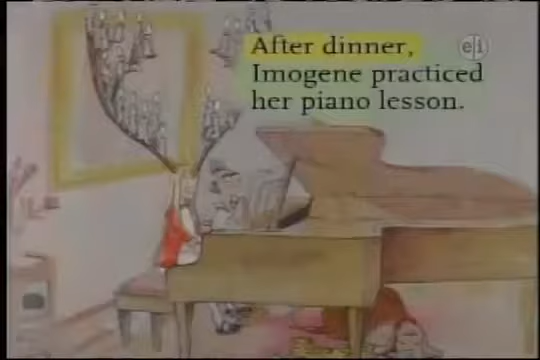 After dinner,
Imogene practiced
her piano lesson.
e i